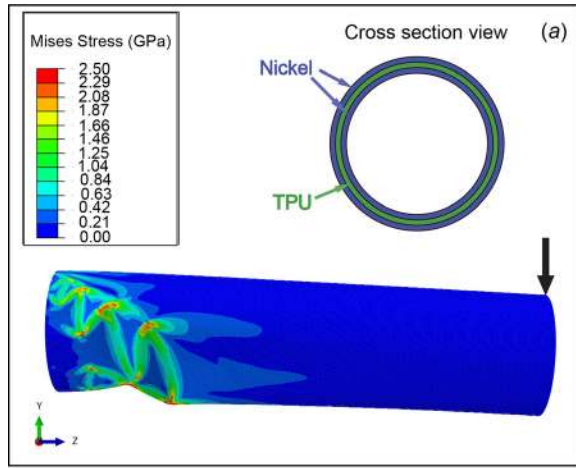 Mises Stress (GPa)
2.50
2.29
2.08
1.87
1.66
1.46
1.25
1.04
0.84
0.63
0.42
0.21
0.00
Cross section view
(a)
Nickel
TPU
Y
Z